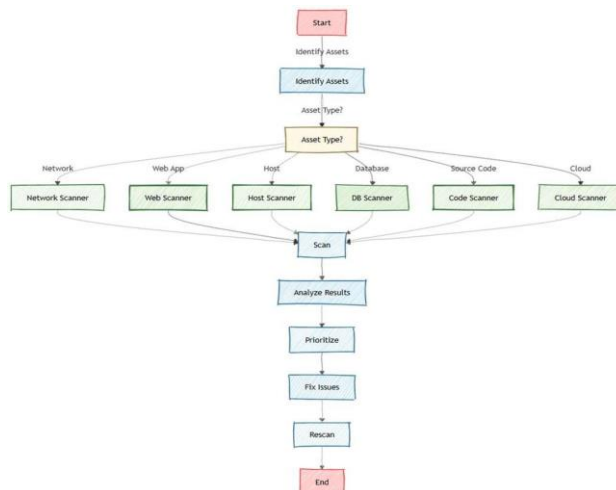 Start
Identify Assets
Identify Assets
Asset Type?
Asset Type?
Network
Web App
Host
Database
Source Code
Cloud
Network Scanner
Web Scanner
Host Scanner
DB Scanner
Code Scanner
Cloud Scanner
Scan
Analyze Results
Prioritize
Fix Issues
Rescan
End